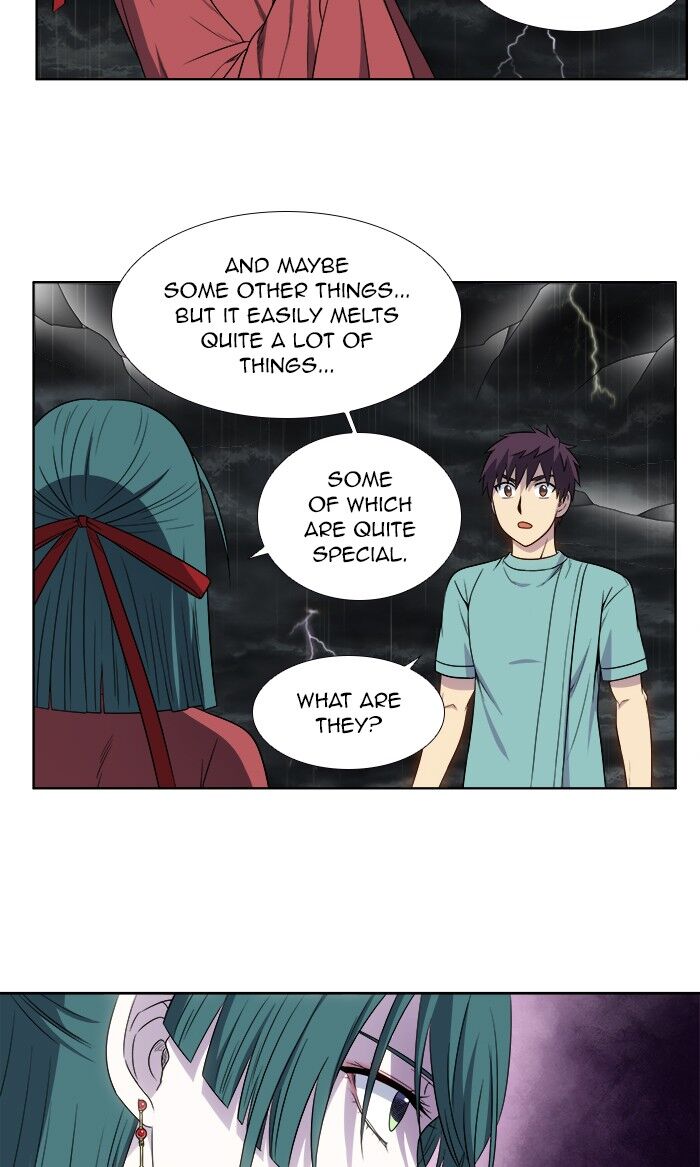 AND MAYBE
SOME OTHER THINGS...
BUT IT EASILY MELTS
QUITE A LOT OF
THINGS...
SOME
OF WHICH
ARE QUITE
SPECIAL.
WHAT ARE
THEY?